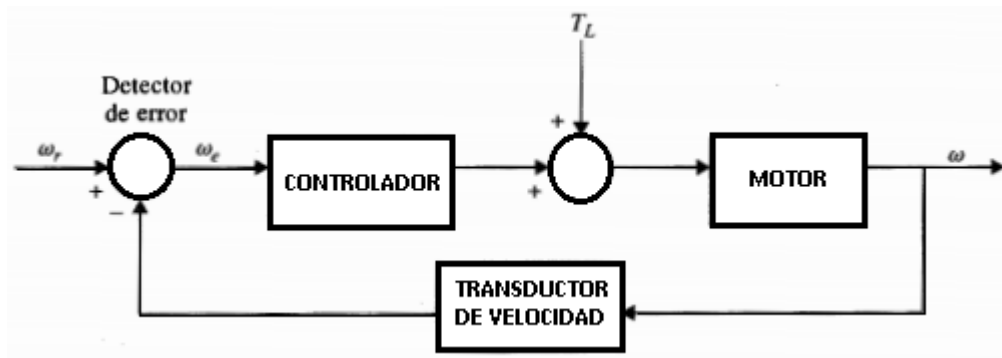 T_L
Detector
de error
+
ω_r
ω_e
ω
+
+
−
CONTROLADOR
MOTOR
TRANSDUCTOR
DE VELOCIDAD